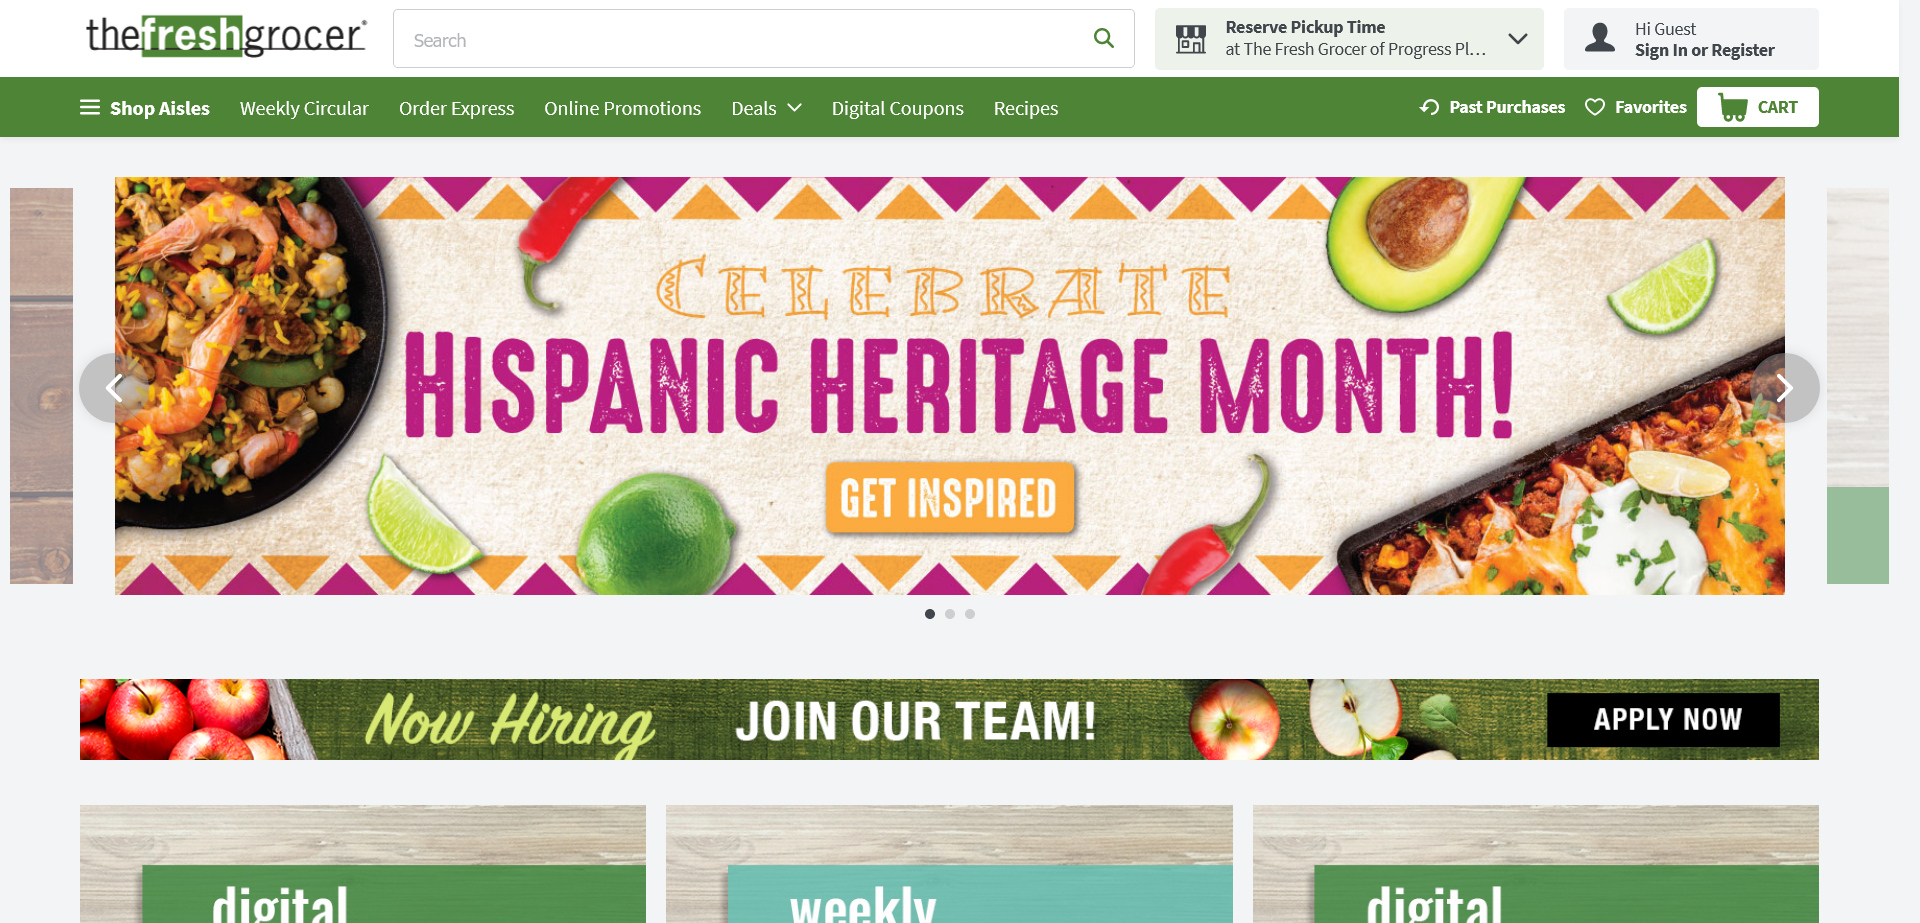 thefreshgrocer®
Search
Reserve Pickup Time
at The Fresh Grocer of Progress Pl...
Hi Guest
Sign In or Register
Shop Aisles
Weekly Circular
Order Express
Online Promotions
Deals
Digital Coupons
Recipes
Past Purchases
Favorites
CART
CELEBRATE
HISPANIC HERITAGE MONTH!
GET INSPIRED
Now Hiring
JOIN OUR TEAM!
APPLY NOW
digital
weekly
digital